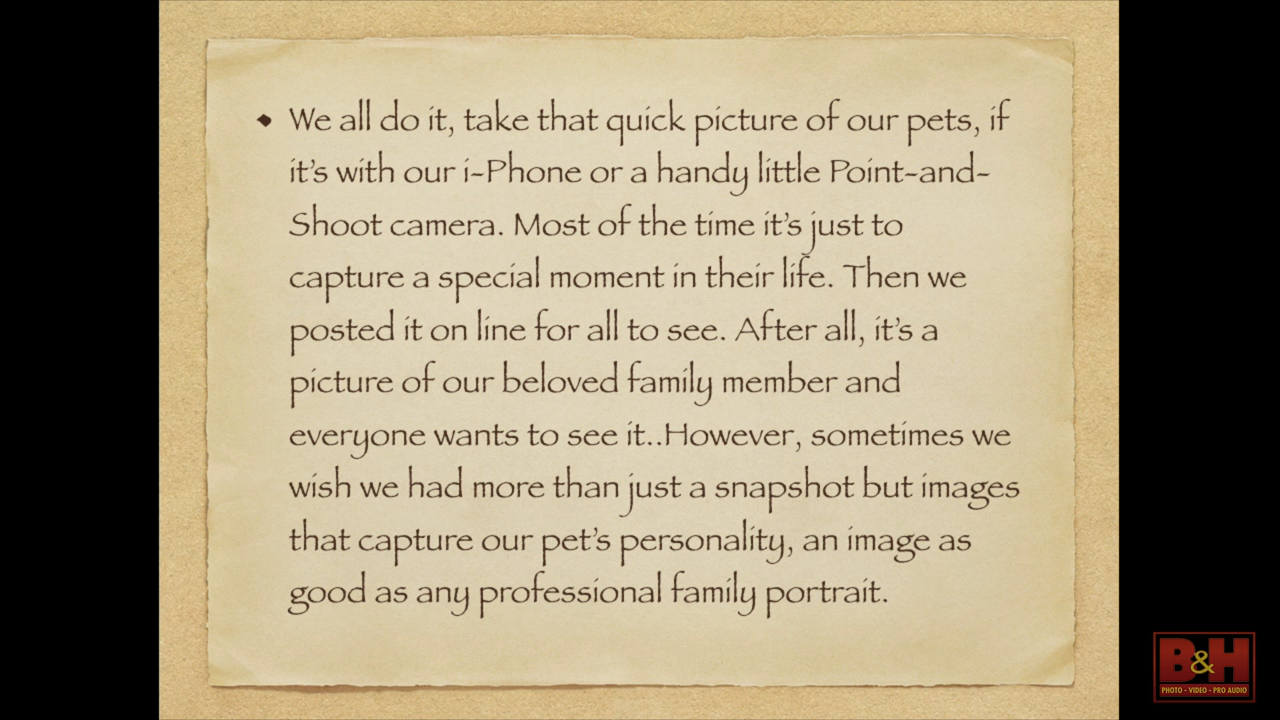 • We all do it, take that quick picture of our pets, if
it's with our i-Phone or a handy little Point-and-
Shoot camera. Most of the time it's just to
capture a special moment in their life. Then we
posted it on line for all to see. After all, it's a
picture of our beloved family member and
everyone wants to see it..However, sometimes we
wish we had more than just a snapshot but images
that capture our pet's personality, an image as
good as any professional family portrait.
B&H
PHOTO - VIDEO - PRO AUDIO